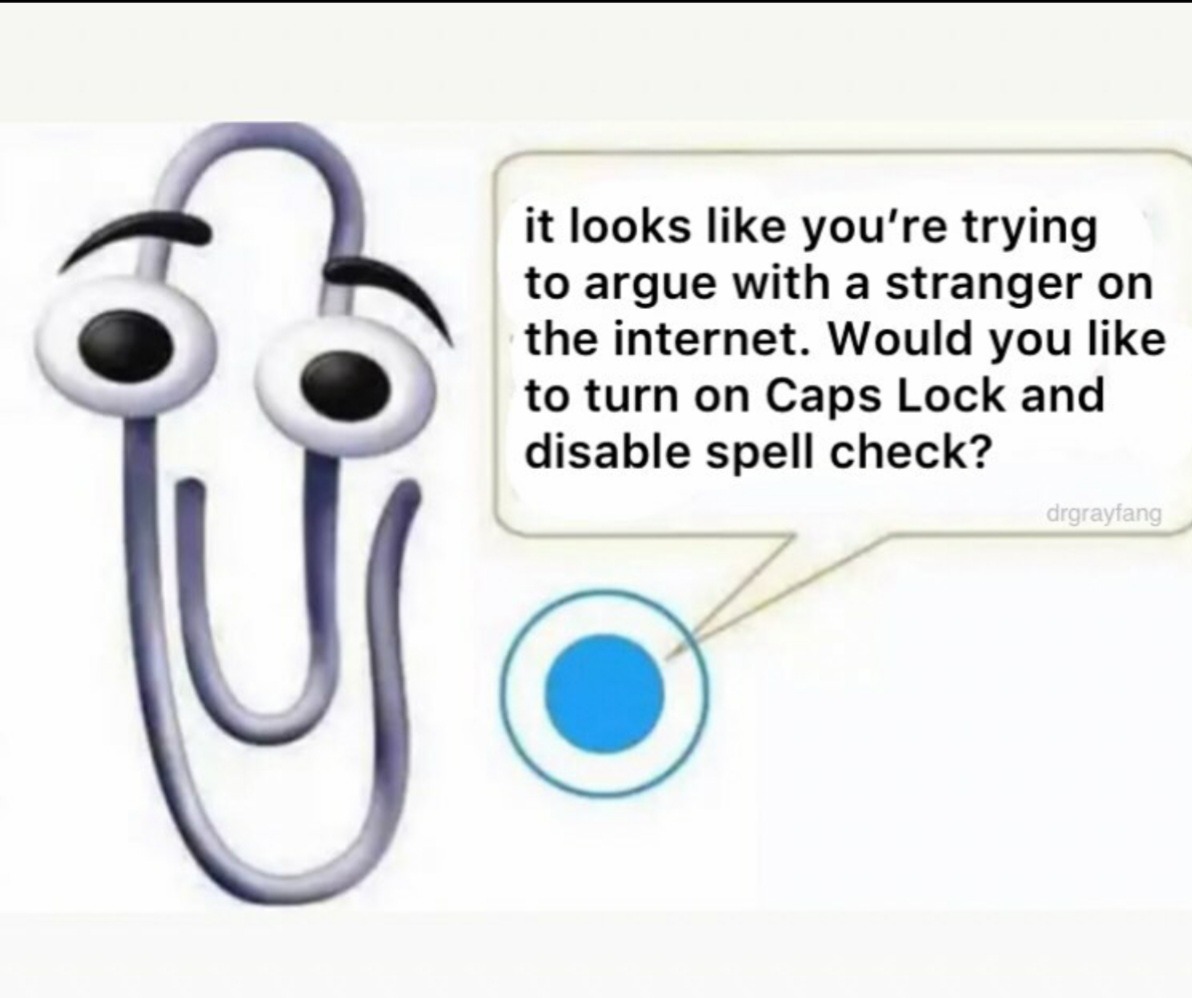 it looks like you’re trying
to argue with a stranger on
the internet. Would you like
to turn on Caps Lock and
disable spell check?
drgrayfang